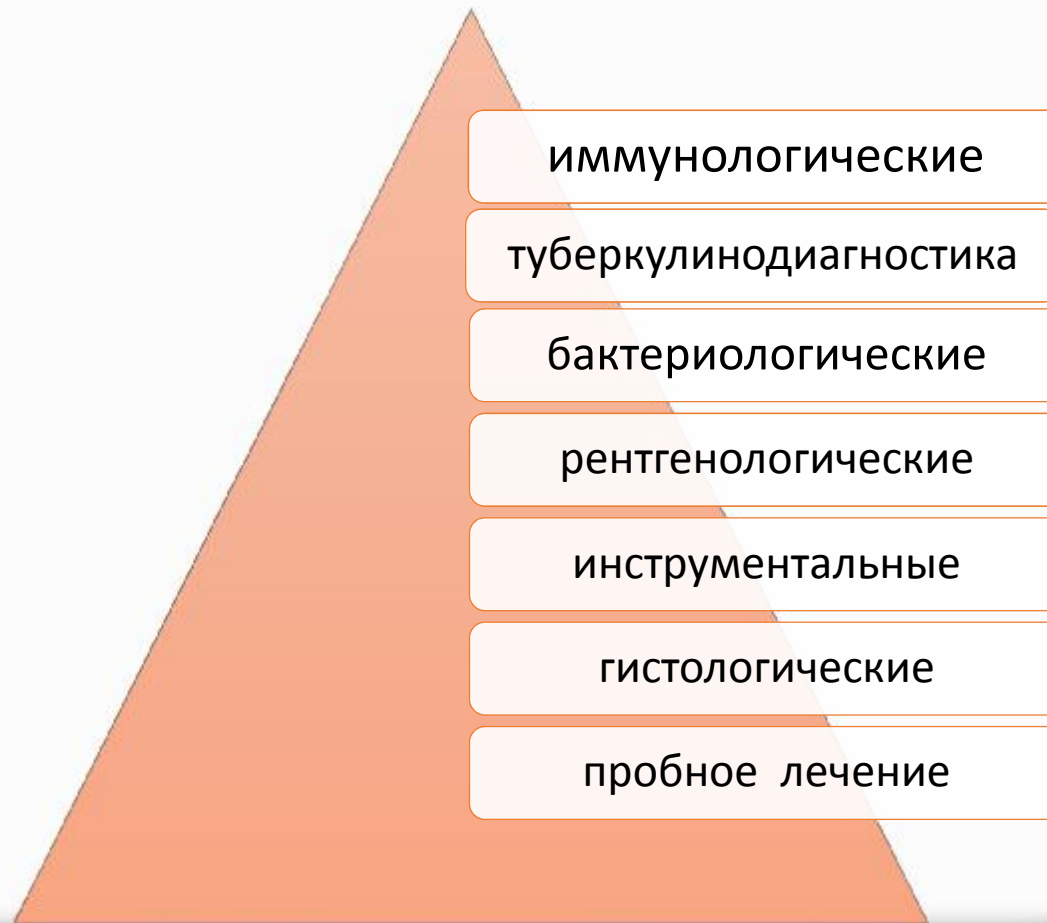 иммунологические
туберкулинодиагностика
бактериологические
рентгенологические
инструментальные
гистологические
пробное лечение